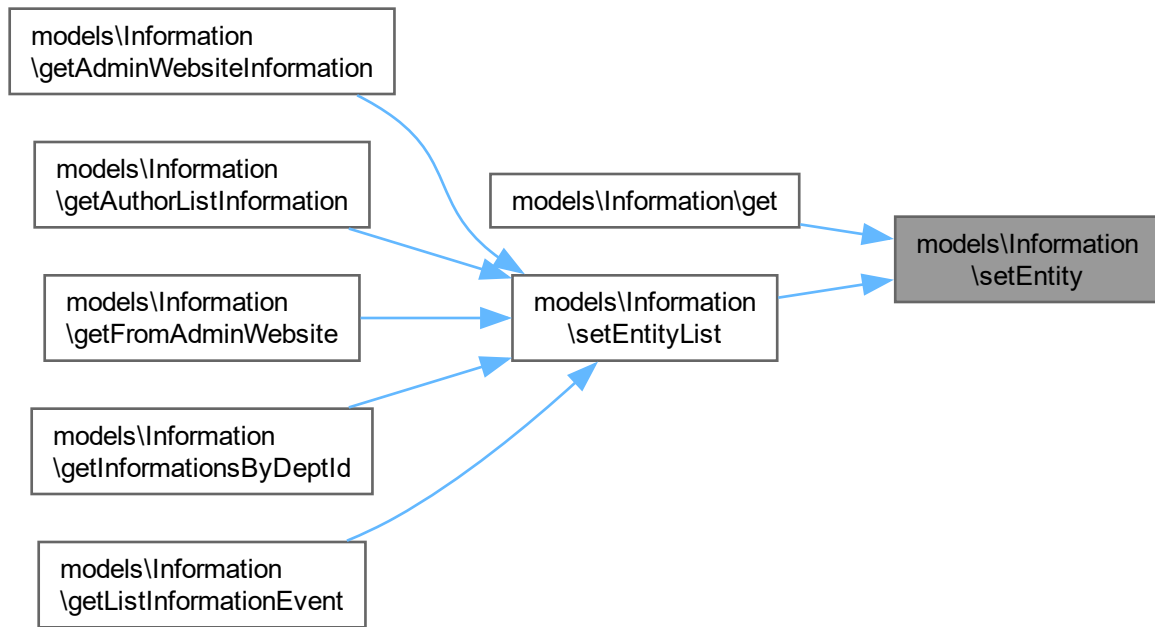 models\Information
\getAdminWebsiteInformation
models\Information
\getAuthorListInformation
models\Information
\getFromAdminWebsite
models\Information
\getInformationsByDeptId
models\Information
\getListInformationEvent
models\Information\get
models\Information
\setEntityList
models\Information
\setEntity